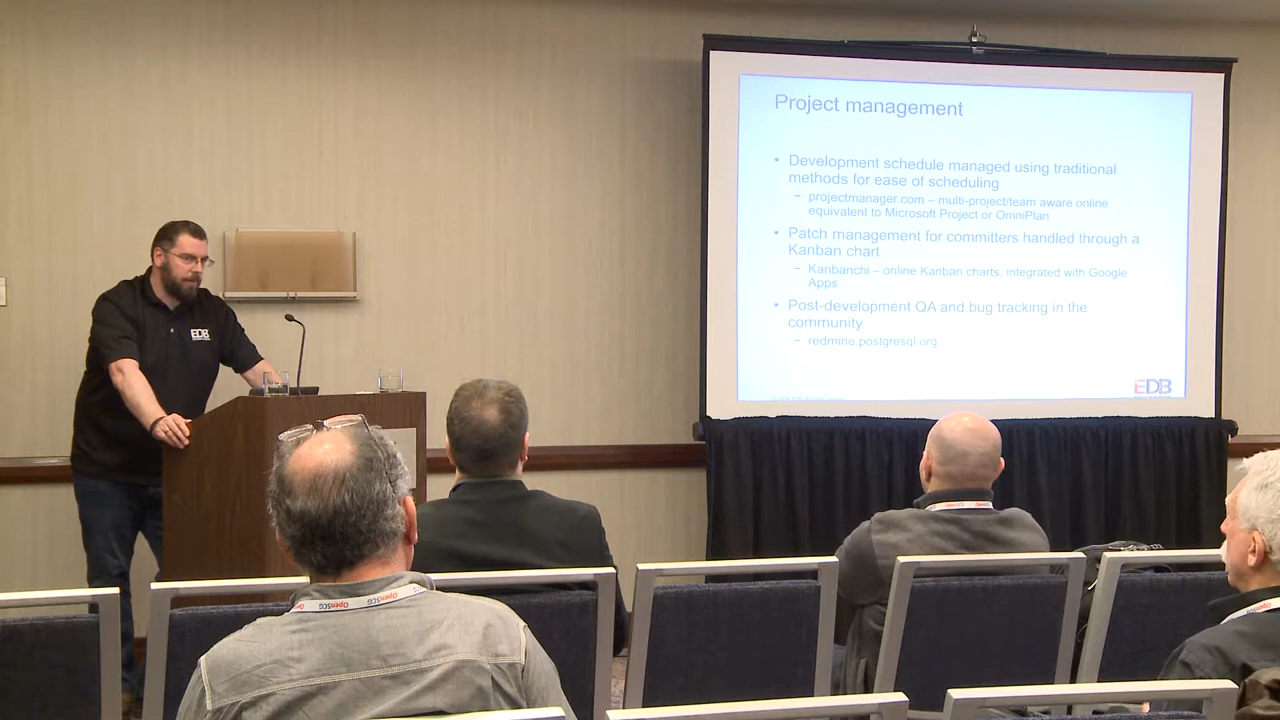 Project management
• Development schedule managed using traditional
methods for ease of scheduling
– projectmanager.com – multi-project/team aware online
equivalent to Microsoft Project or OmniPlan
• Patch management for committers handled through a
Kanban chart
– Kanbanchi – online Kanban charts, integrated with Google
Apps
• Post-development QA and bug tracking in the
community
– redmine.postgresql.org
EDB
EDB
OpenSCG
OpenSCG